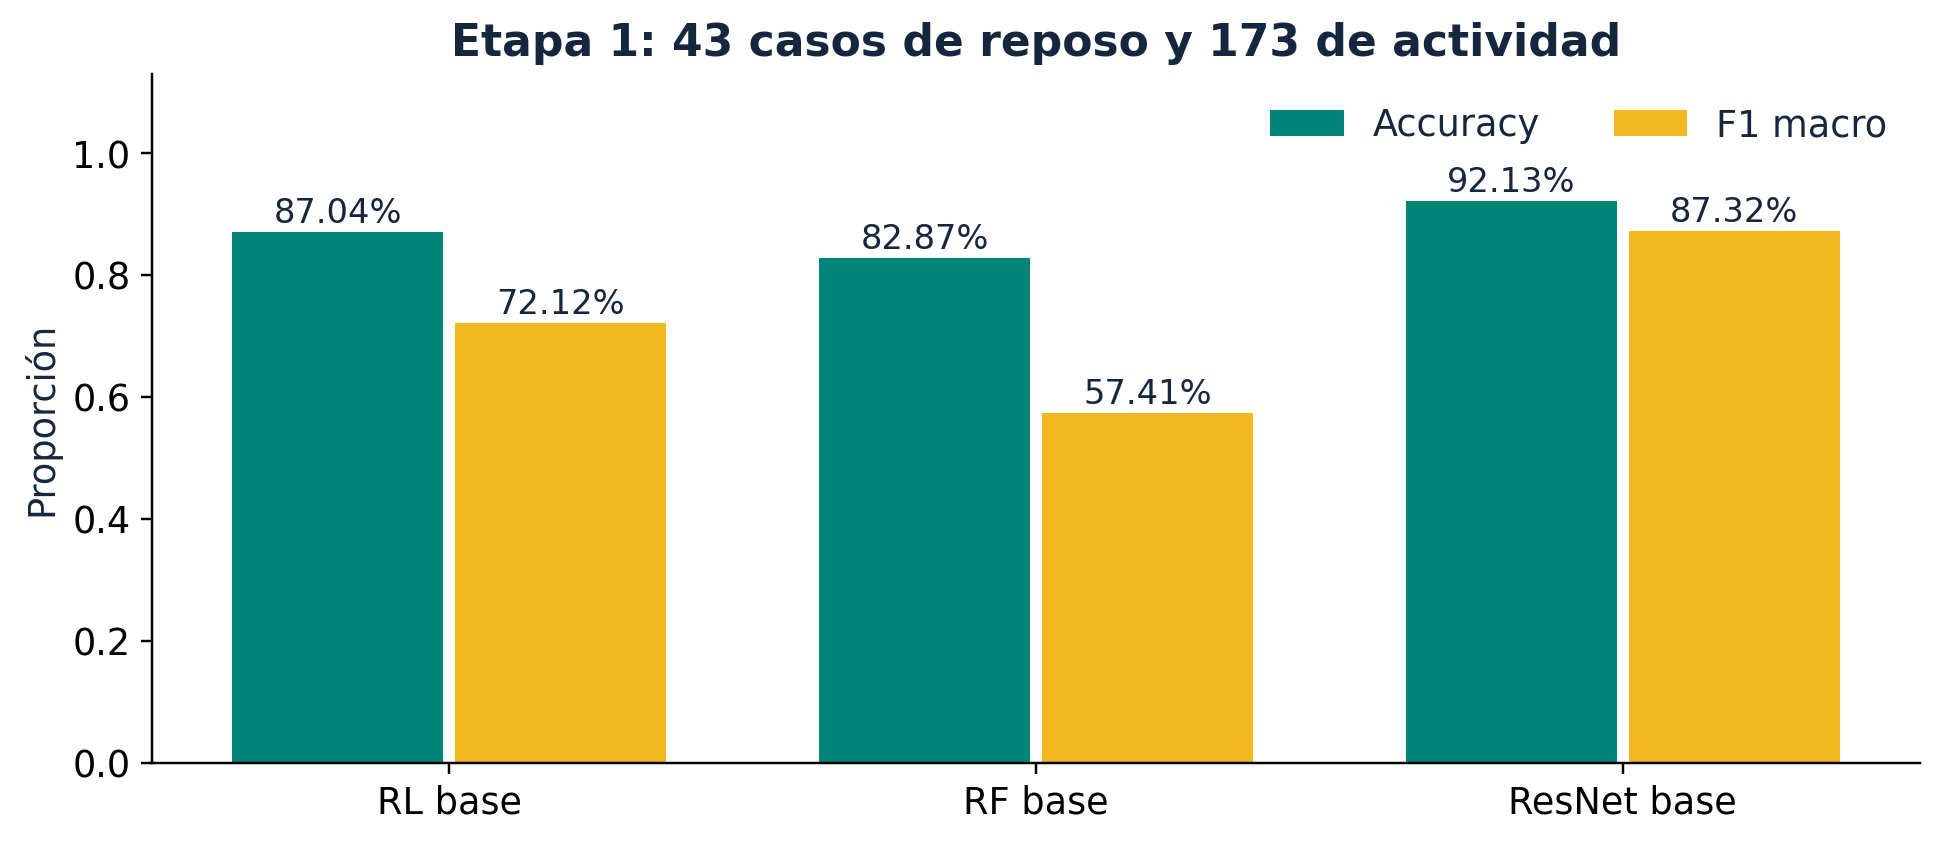 Etapa 1: 43 casos de reposo y 173 de actividad
Accuracy
F1 macro
Proporción
1.0
0.8
0.6
0.4
0.2
0.0
87.04%
72.12%
82.87%
57.41%
92.13%
87.32%
RL base
RF base
ResNet base